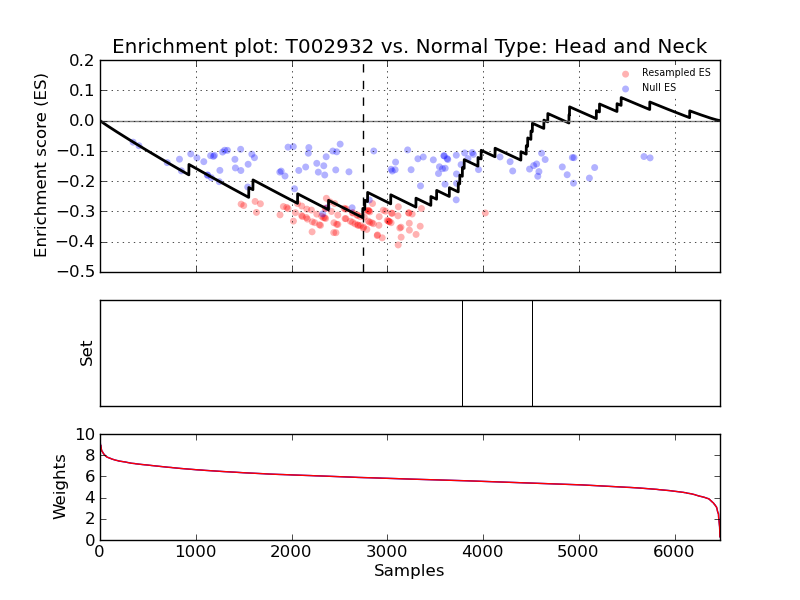 Enrichment plot: T002932 vs. Normal Type: Head and Neck
Enrichment score (ES)
0.2
0.1
0.0
−0.1
−0.2
−0.3
−0.4
−0.5
Resampled ES
Null ES
Set
Weights
10
8
6
4
2
0
0 1000 2000 3000 4000 5000 6000
Samples